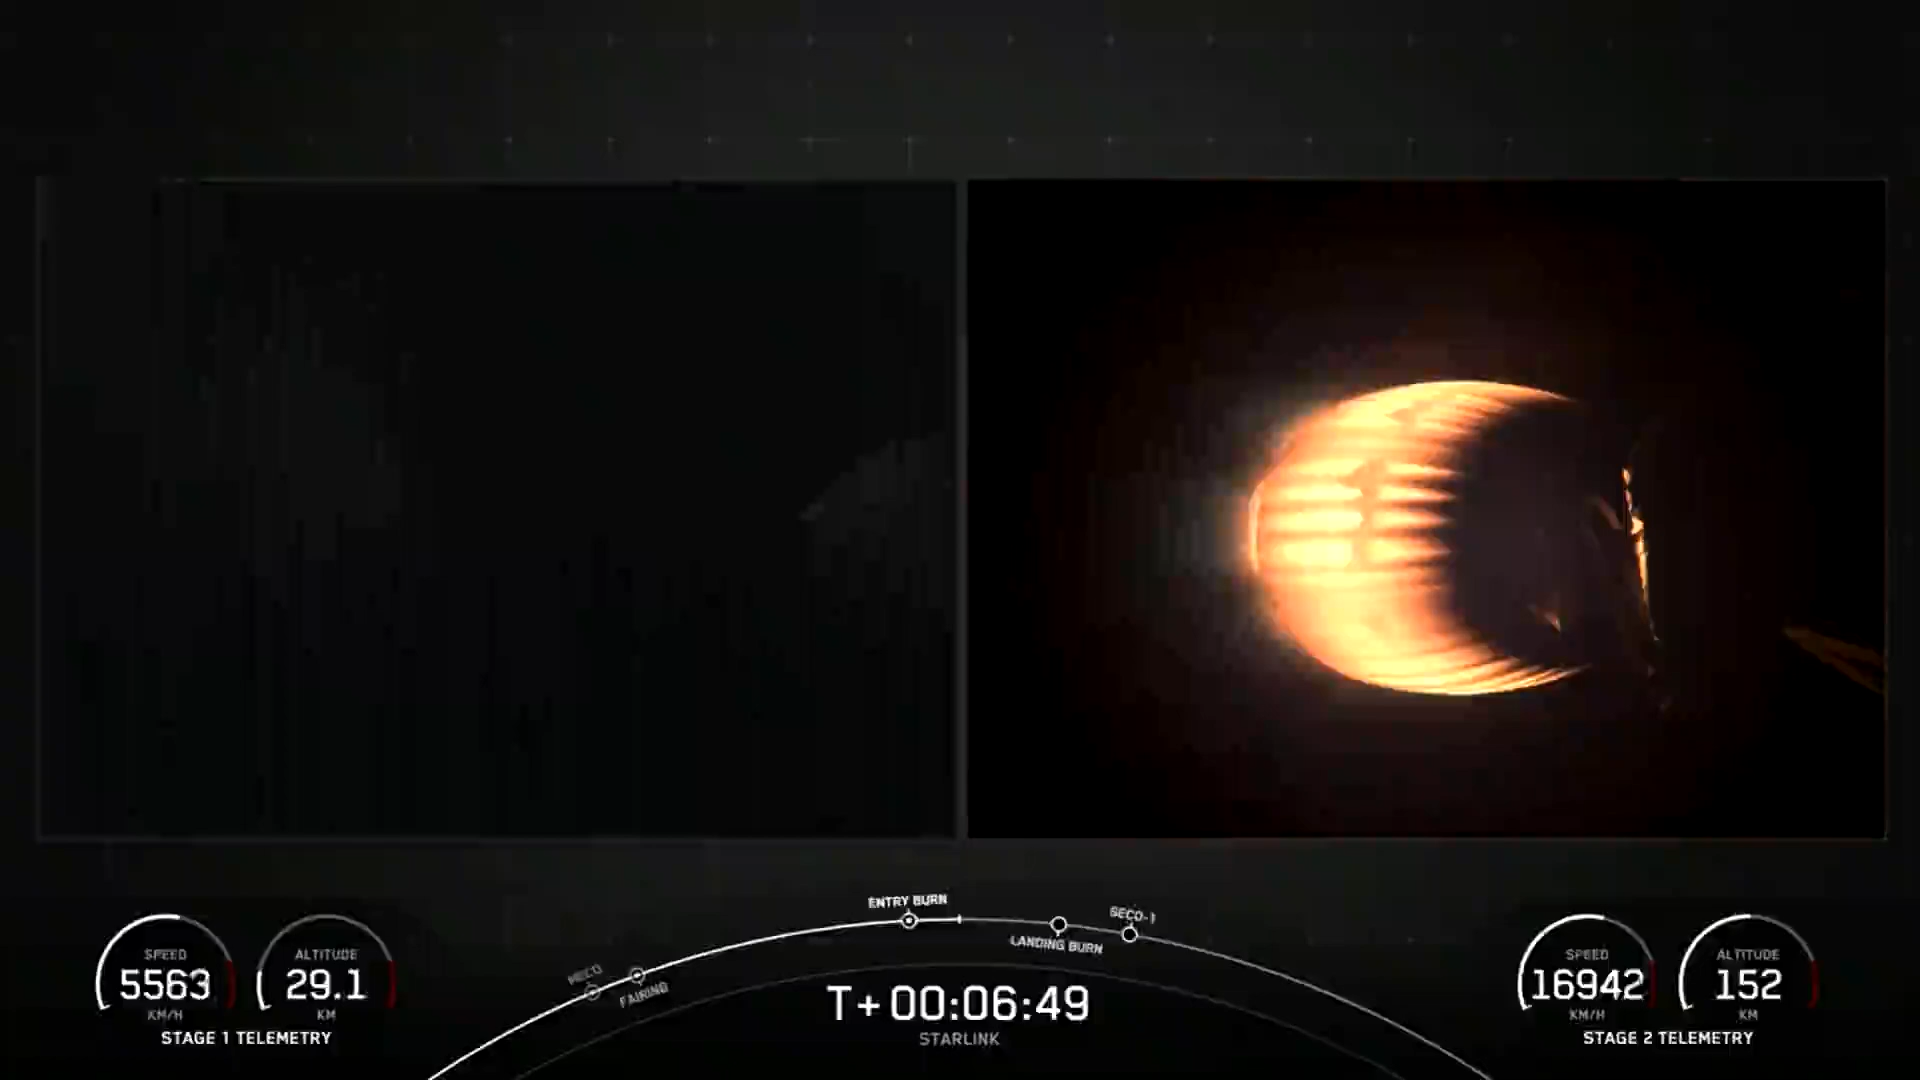 ENTRY BURN
SECO-1
LANDING BURN
MECO
FAIRING
SPEED
5563
KM/H
ALTITUDE
29.1
KM
STAGE 1 TELEMETRY
T+00:06:49
STARLINK
SPEED
16942
KM/H
ALTITUDE
152
KM
STAGE 2 TELEMETRY